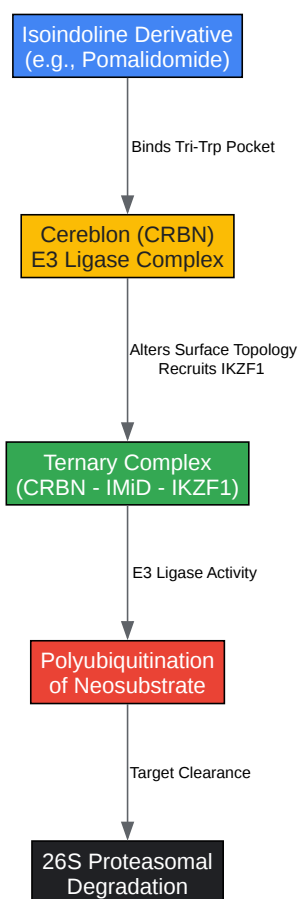 Isoindoline Derivative
(e.g., Pomalidomide)
Binds Tri-Trp Pocket
Cereblon (CRBN)
E3 Ligase Complex
Alters Surface Topology
Recruits IKZF1
Ternary Complex
(CRBN - IMiD - IKZF1)
E3 Ligase Activity
Polyubiquitination
of Neosubstrate
Target Clearance
26S Proteasomal
Degradation